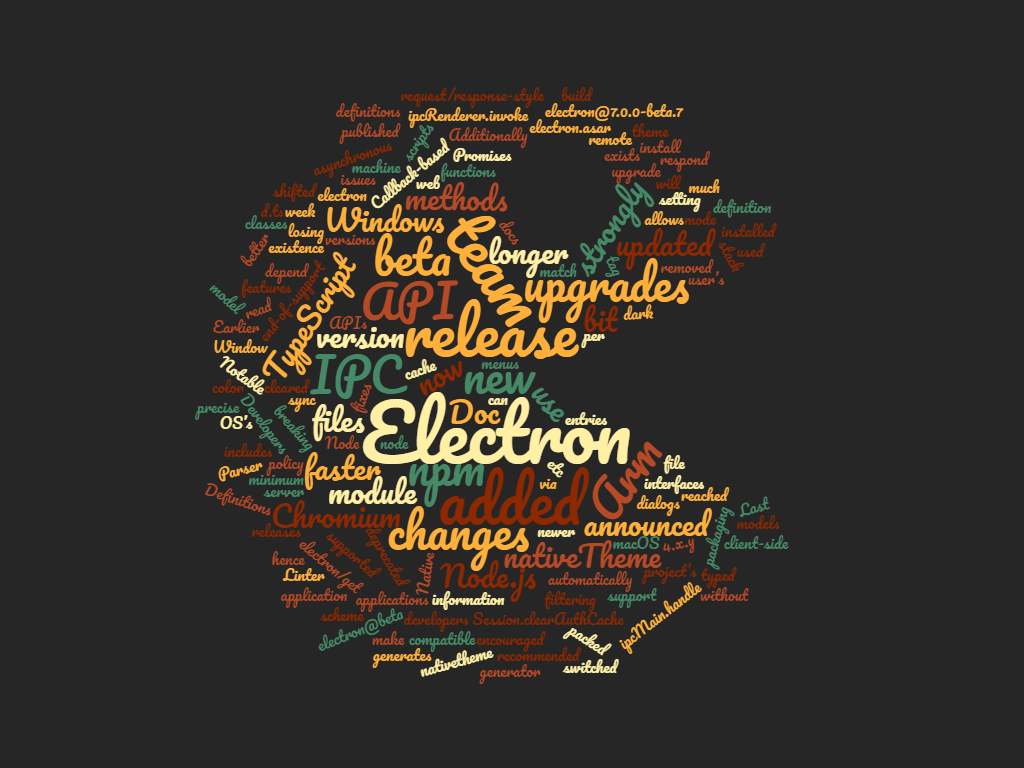 request/response-style build
definitions ipcRenderer.invoke electron@7.0.0-beta.7
published scripts Additionally electron.asar remote theme
asynchronous machine Callback-based Promises exists install
issues web functions upgrade respond
shifted electron methods will much
d.ts week strongly setting definition
classes losing Windows team docs allows mode installed
better existence versions beta longer updated stack used
depend end-of-support match tag removed , user's
model features TypeScript API upgrades
Earlier read APIs release bit dark
Window version per
Notable IPC cache now new menus
color cleared sync fixes can use
precise OS's Developers breaking files Doc entries
Node node Electron
includes
Parser policy faster npm etc Arm file
minimum server module via interfaces
Definitions added dialogs reached
Chromium changes newer announced packaging Last
releases models
supported deprecated nativeTheme macOS 4.x.y client-side
hence electron/get Native
Linter Node.js automatically project's typed
application applications information filtering support without
scheme developers Session.clearAuthCache ipcMain.handle
electron@beta make compatible encouraged packed
generates nativetheme recommended switched
generator